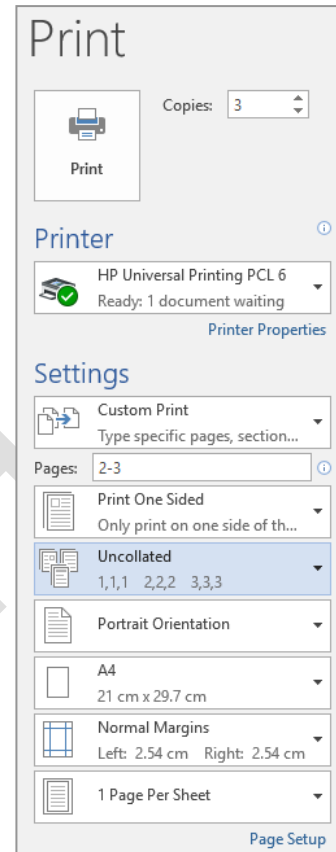 Print
Copies: 3
Print
Printer
HP Universal Printing PCL 6
Ready: 1 document waiting
Printer Properties
Settings
Custom Print
Type specific pages, section...
Pages: 2-3
Print One Sided
Only print on one side of th...
Uncollated
1,1,1 2,2,2 3,3,3
Portrait Orientation
A4
21 cm x 29.7 cm
Normal Margins
Left: 2.54 cm Right: 2.54 cm
1 Page Per Sheet
Page Setup